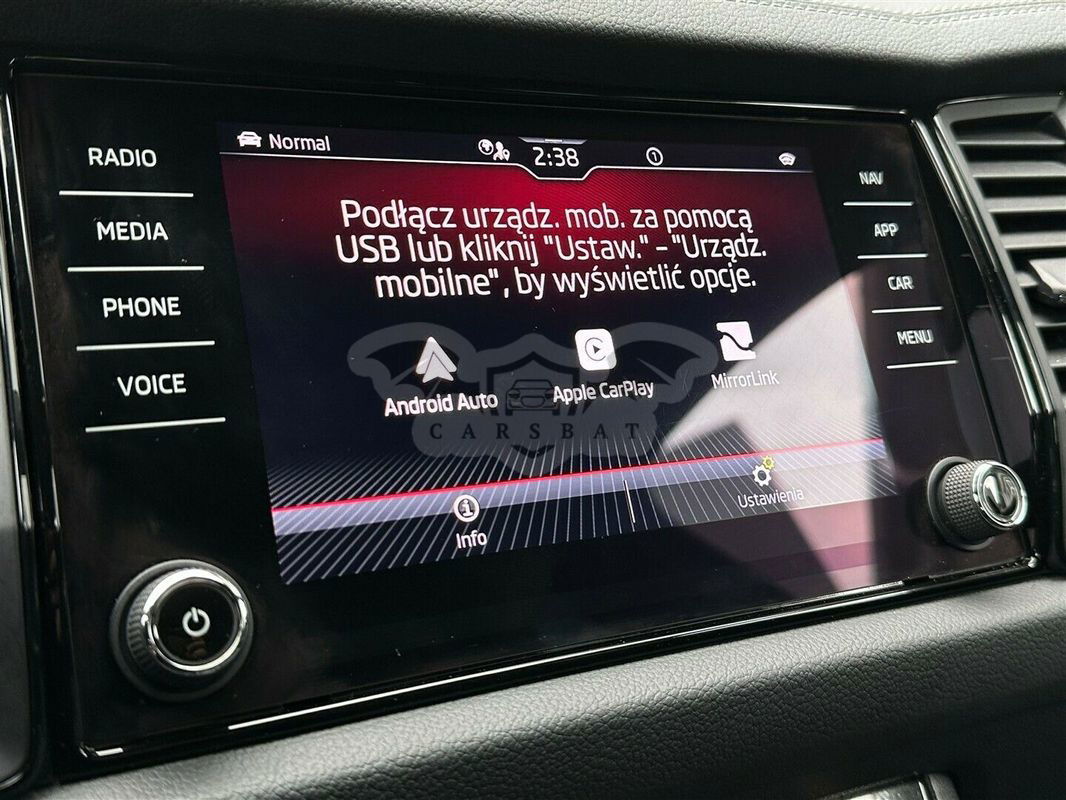 RADIO
MEDIA
PHONE
VOICE
Normal
2:38
1
Podłącz urządz. mob. za pomocą
USB lub kliknij "Ustaw." - "Urządz.
mobilne", by wyświetlić opcje.
Android Auto
Apple CarPlay
MirrorLink
CARSBAT
Info
Ustawienia
NAV
APP
CAR
MENU